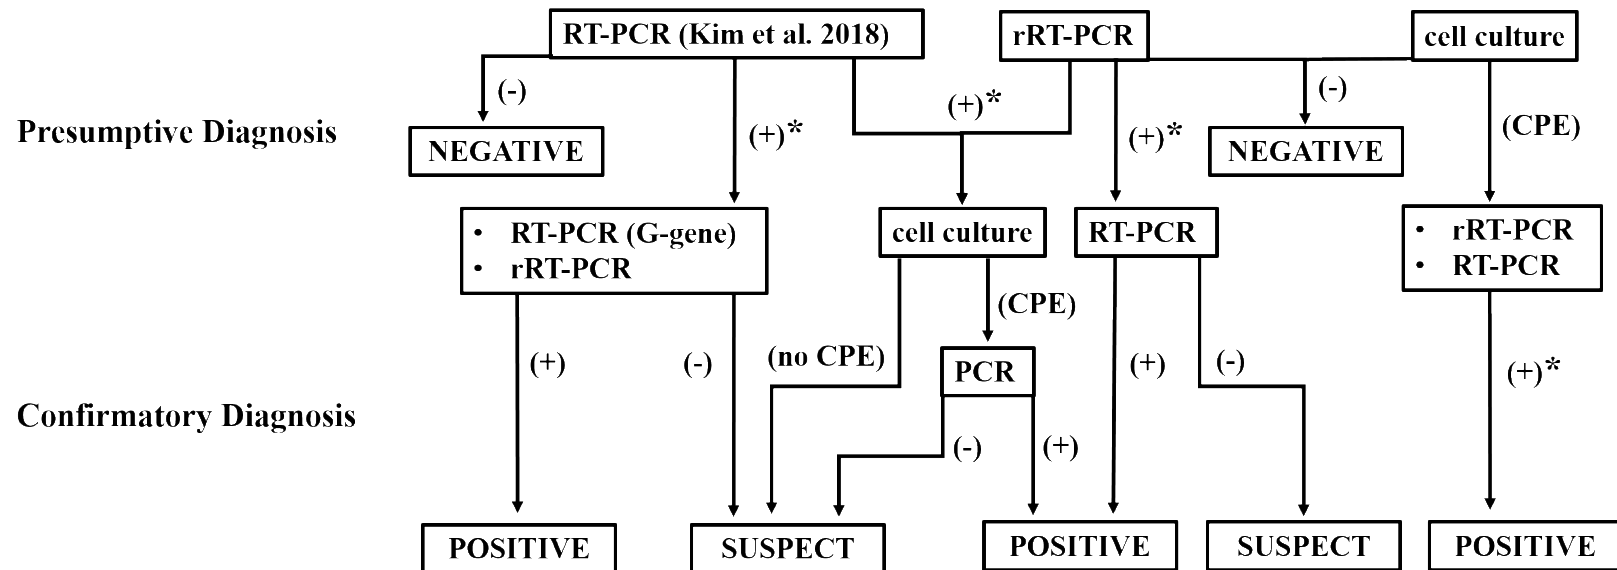 RT-PCR (Kim et al. 2018)
rRT-PCR
cell culture
(-)
(+)*
(-)
Presumptive Diagnosis
(+)*
(+)*
(CPE)
NEGATIVE
NEGATIVE
• RT-PCR (G-gene)
• rRT-PCR
cell culture
RT-PCR
• rRT-PCR
• RT-PCR
(CPE)
(+)
(-)
(no CPE)
PCR
(+)
(-)
(+)*
Confirmatory Diagnosis
(-)
(+)
POSITIVE
SUSPECT
POSITIVE
SUSPECT
POSITIVE